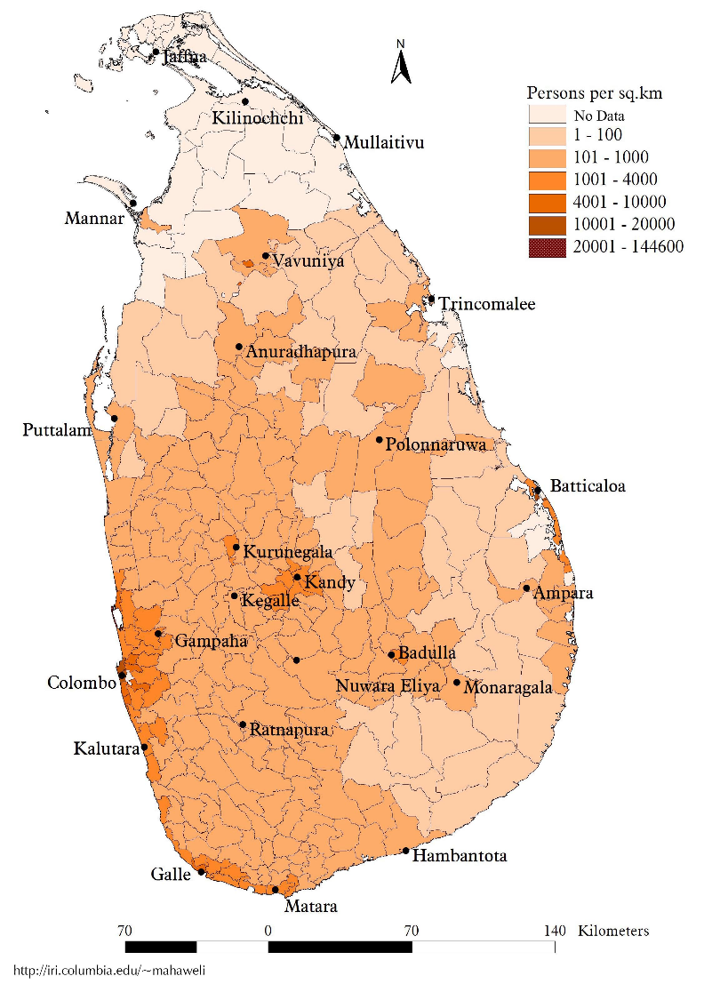 N
Jaffna
Persons per sq.km
No Data
1 - 100
101 - 1000
1001 - 4000
4001 - 10000
10001 - 20000
20001 - 144600
Kilinochchi
Mullaitivu
Mannar
Vavuniya
Trincomalee
Anuradhapura
Puttalam
Polonnaruwa
Batticaloa
Kurunegala
Kandy
Ampara
Kegalle
Gampaha
Badulla
Colombo
Nuwara Eliya
Monaragala
Ratnapura
Kalutara
Hambantota
Galle
Matara
70 0 70 140 Kilometers
http://iri.columbia.edu/~mahaweli